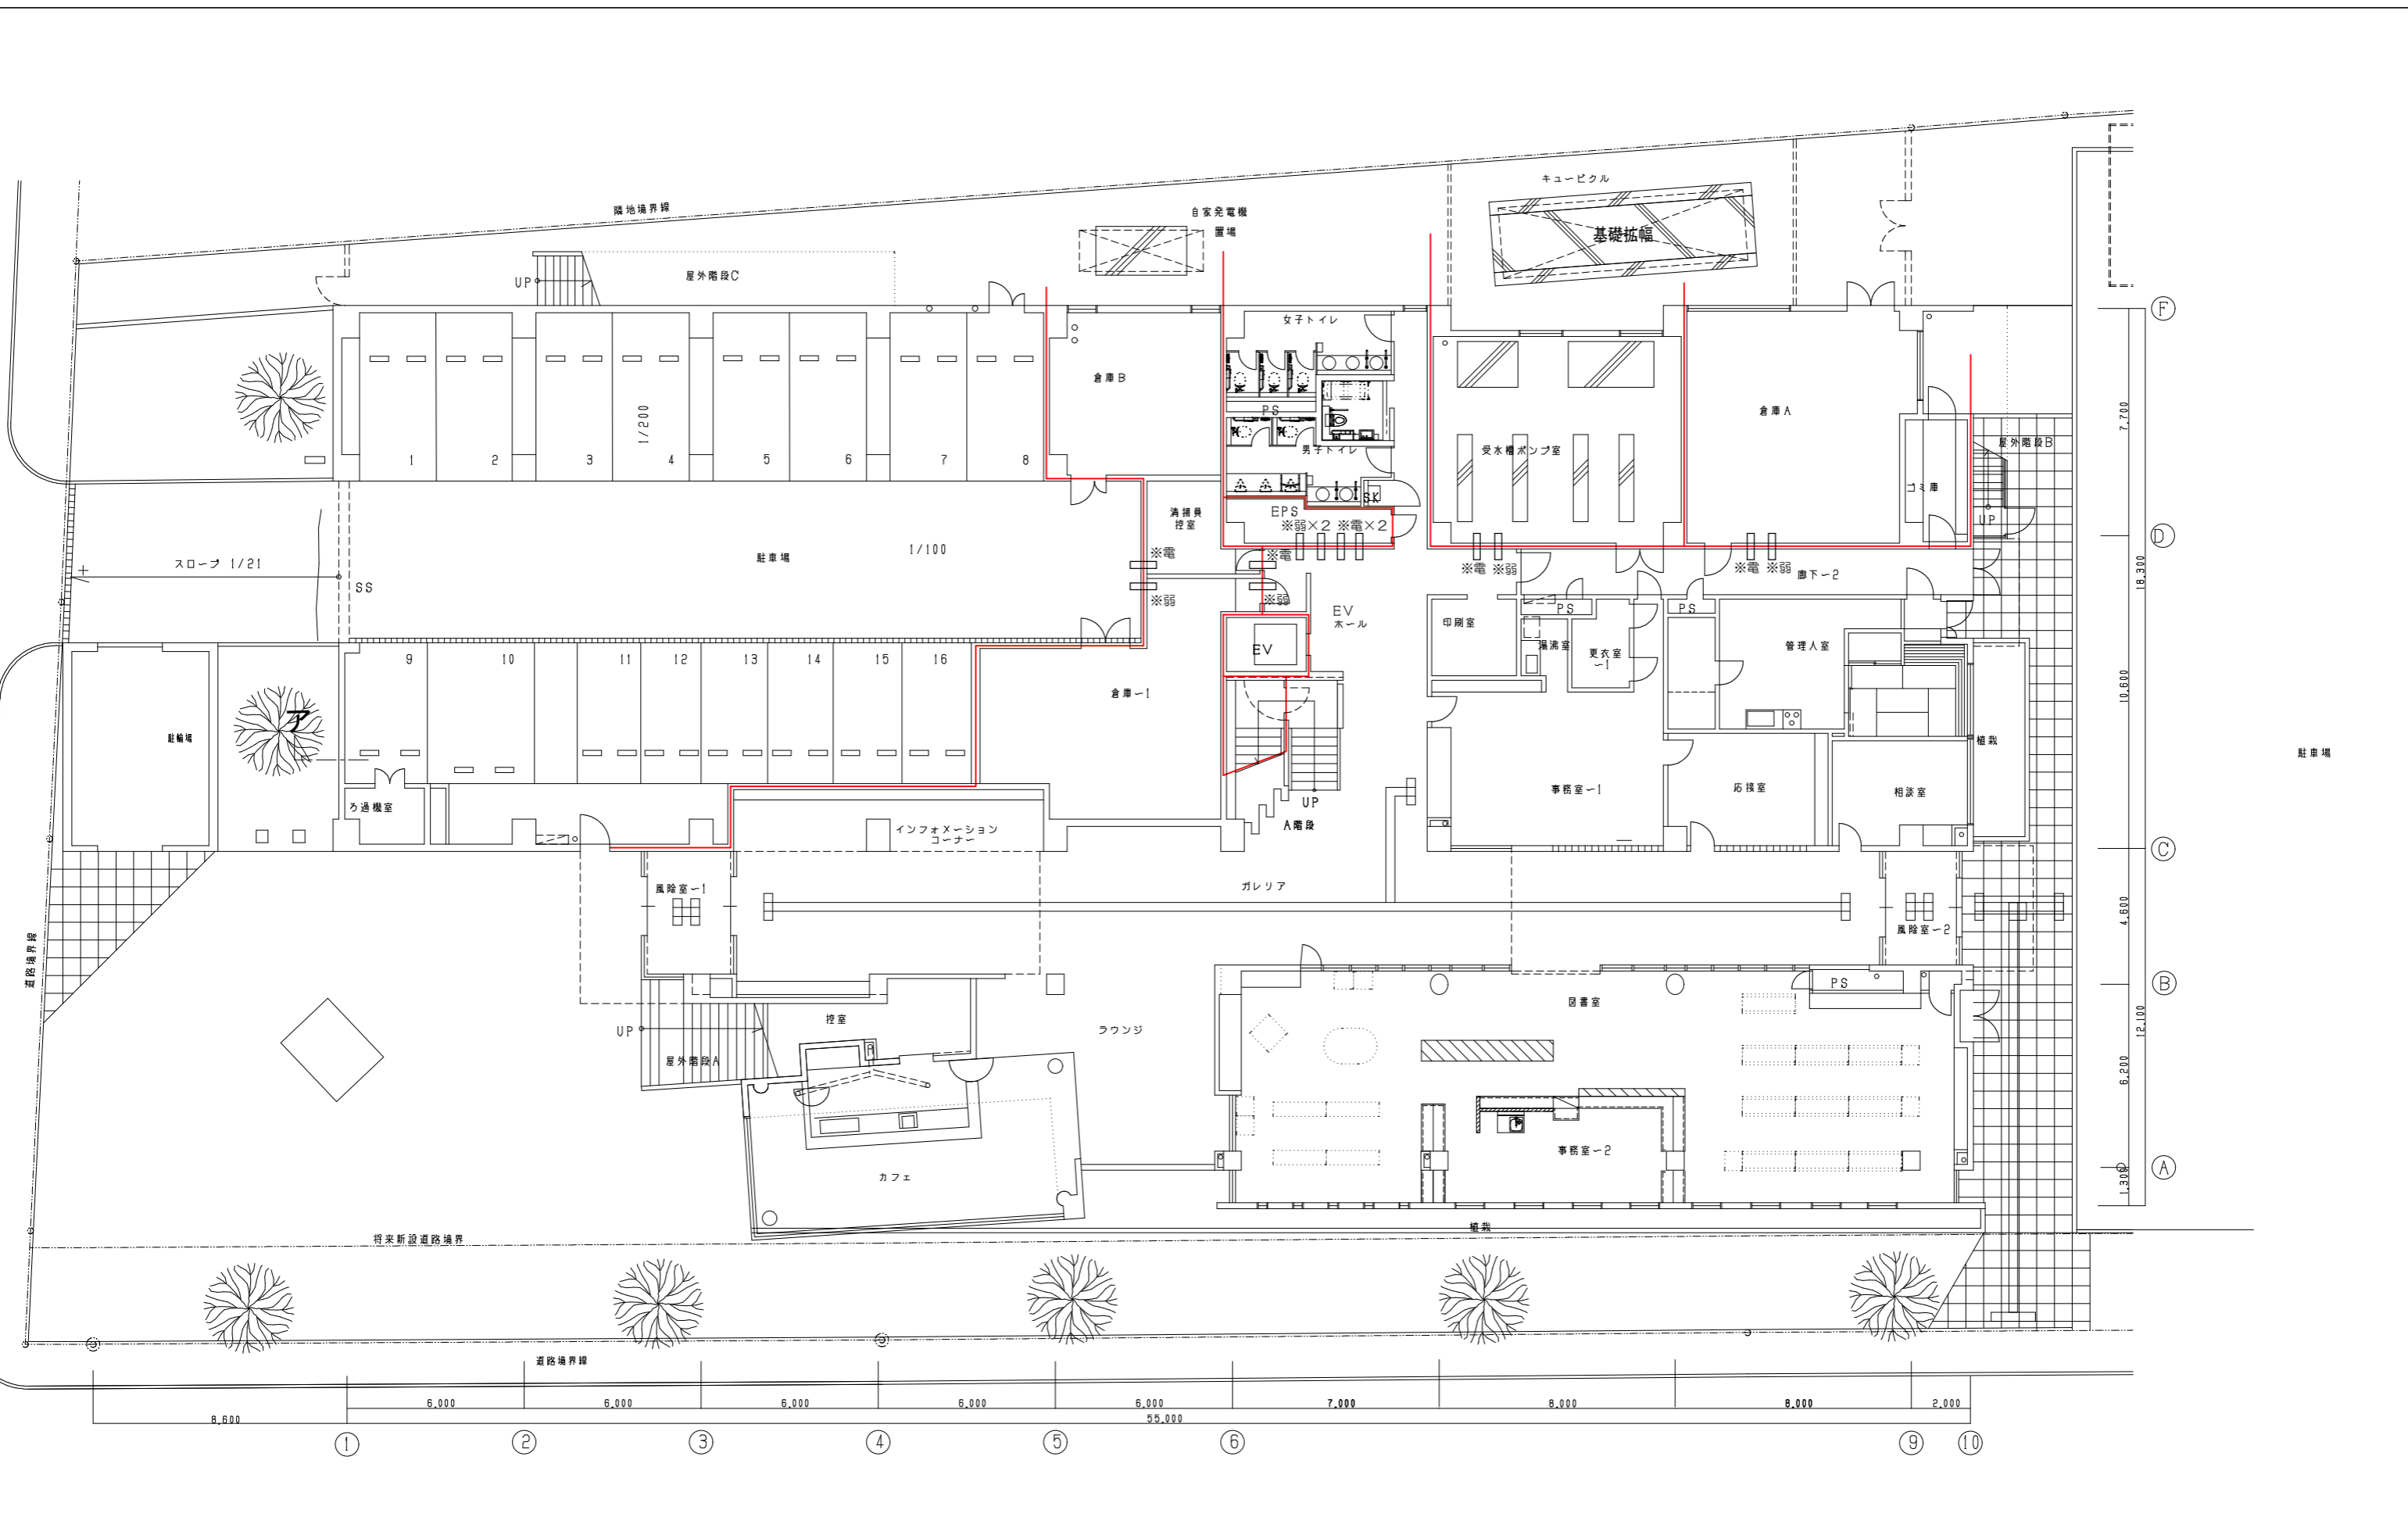 キュービクル
隣地境界線
自家発電機
置場
基礎拡幅
屋外階段C
UP
女子トイレ
倉庫B
倉庫A
PS
1/200
1
2
3
4
5
6
7
8
男子トイレ
受水槽ポンプ室
屋外階段B
ゴミ庫
SK
UP
清掃員
控室
EPS
※弱×2 ※電×2
F
7,700
D
18,300
スロープ 1/21
SS
駐車場
1/100
※電
※弱
※電
※弱
※電 ※弱
※電 ※弱
廊下-2
EV
ホール
PS
PS
印刷室
湯沸室
更衣室
-1
管理人室
EV
9
10
11
12
13
14
15
16
倉庫-1
10,600
駐輪場
ア
植栽
駐車場
ろ過機室
UP
A階段
事務室-1
応接室
相談室
インフォメーション
コーナー
C
風除室-1
ガレリア
4,600
風除室-2
道路境界線
B
PS
図書室
控室
ラウンジ
UP
屋外階段A
12,100
6,200
事務室-2
カフェ
1,300
A
植栽
将来新設道路境界
道路境界線
6,000
6,000
6,000
6,000
6,000
7,000
8,000
8,000
2,000
8,600
55,000
1
2
3
4
5
6
9
10